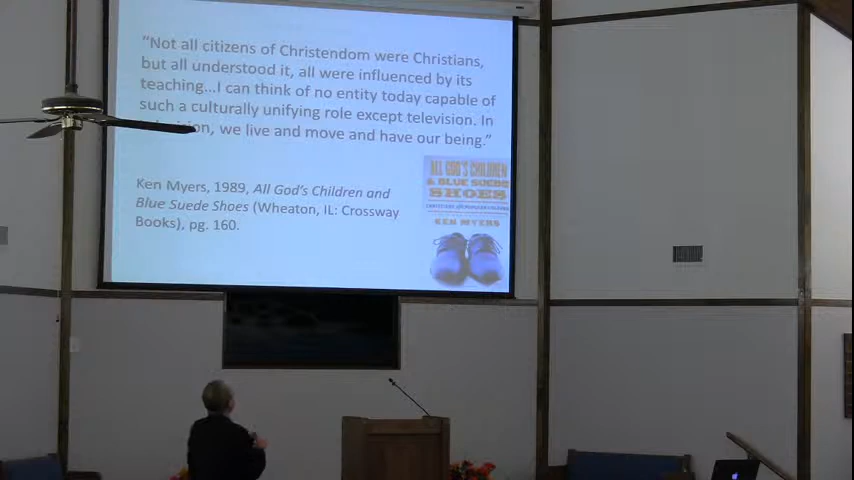 “Not all citizens of Christendom were Christians,
but all understood it, all were influenced by its
teaching...I can think of no entity today capable of
such a culturally unifying role except television. In
we live and move and have our being.”
Ken Myers, 1989, All God’s Children and
Blue Suede Shoes (Wheaton, IL: Crossway
Books), pg. 160.
ALL GOD'S CHILDREN
& BLUE SUEDE
SHOES
KEN MYERS